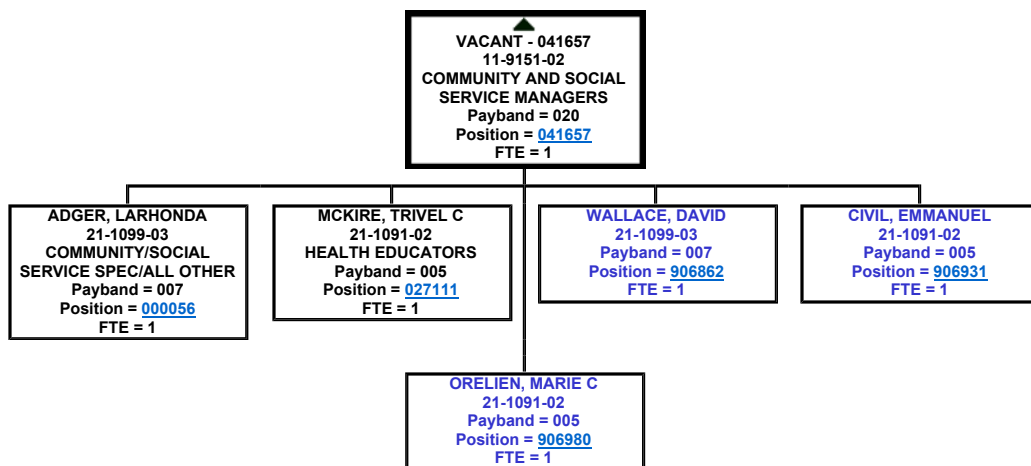 VACANT - 041657
11-9151-02
COMMUNITY AND SOCIAL
SERVICE MANAGERS
Payband = 020
Position = 041657
FTE = 1
ADGER, LARHONDA
21-1099-03
COMMUNITY/SOCIAL
SERVICE SPEC/ALL OTHER
Payband = 007
Position = 000056
FTE = 1
MCKIRE, TRIVEL C
21-1091-02
HEALTH EDUCATORS
Payband = 005
Position = 027111
FTE = 1
WALLACE, DAVID
21-1099-03
Payband = 007
Position = 906862
FTE = 1
CIVIL, EMMANUEL
21-1091-02
Payband = 005
Position = 906931
FTE = 1
ORELIEN, MARIE C
21-1091-02
Payband = 005
Position = 906980
FTE = 1